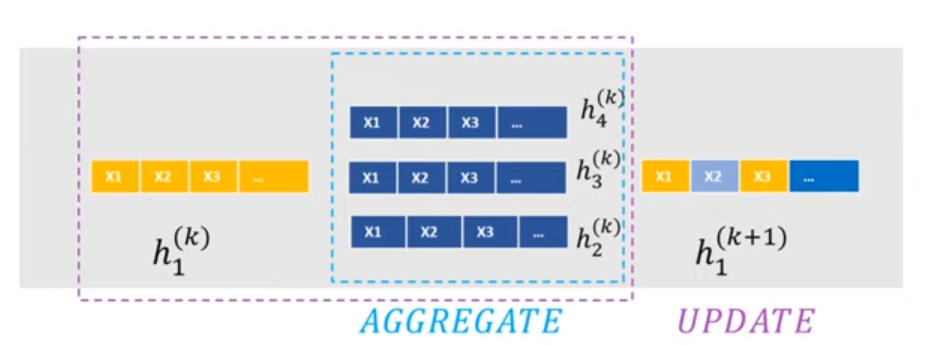 X1 X2 X3 ... h_4^{(k)}
X1 X2 X3 ... X1 X2 X3 ... h_3^{(k)} X1 X2 X3 ...
X1 X2 X3 ... h_2^{(k)}
h_1^{(k)} h_1^{(k+1)}
AGGREGATE UPDATE